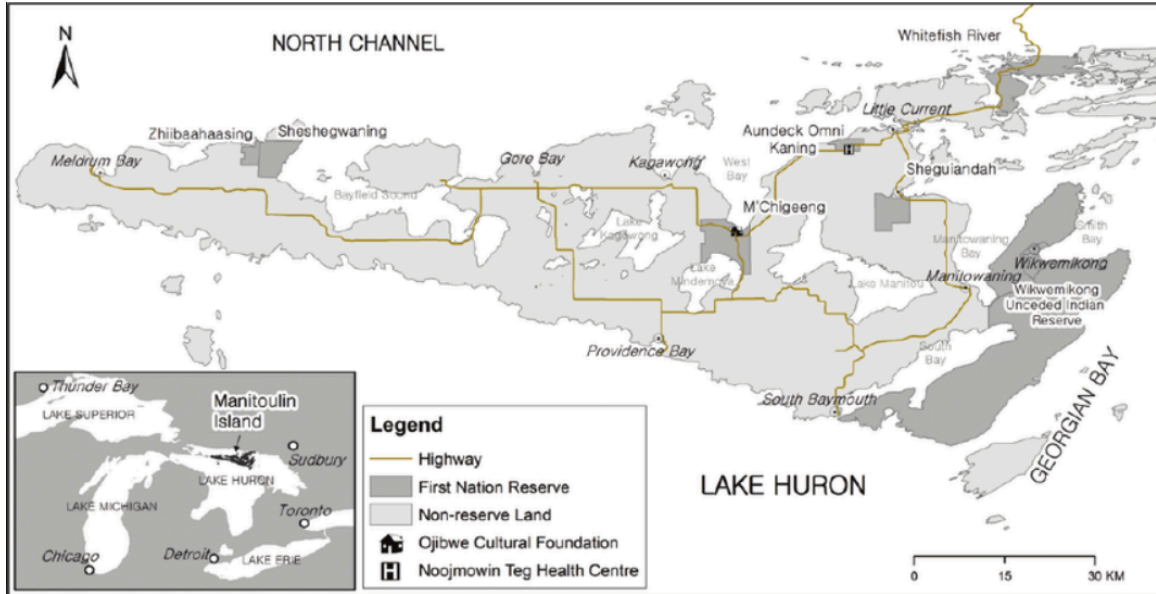 NORTH CHANNEL
N
Whitefish River
Little Current
Zhiibaahaasing
Sheshegwaning
Aundeck Omni
Kaning
Meldrum Bay
Gore Bay
Kagawong
West
Bay
Sheguiandah
Bayfield Sound
M'Chigeeng
Lake
Kagawong
Smith
Bay
Manitowaning
Bay
Wikwemikong
Lake
Mindemoya
Lake Manitou
Manitowaning
Wikwemikong
Unceded Indian
Reserve
Providence Bay
South
Bay
South Baymouth
GEORGIAN BAY
LAKE HURON
Thunder Bay
LAKE SUPERIOR
Manitoulin
Island
Sudbury
LAKE HURON
LAKE MICHIGAN
Toronto
Chicago
Detroit
LAKE ERIE
Legend
Highway
First Nation Reserve
Non-reserve Land
Ojibwe Cultural Foundation
H Noojmowin Teg Health Centre
H
0 15 30 KM